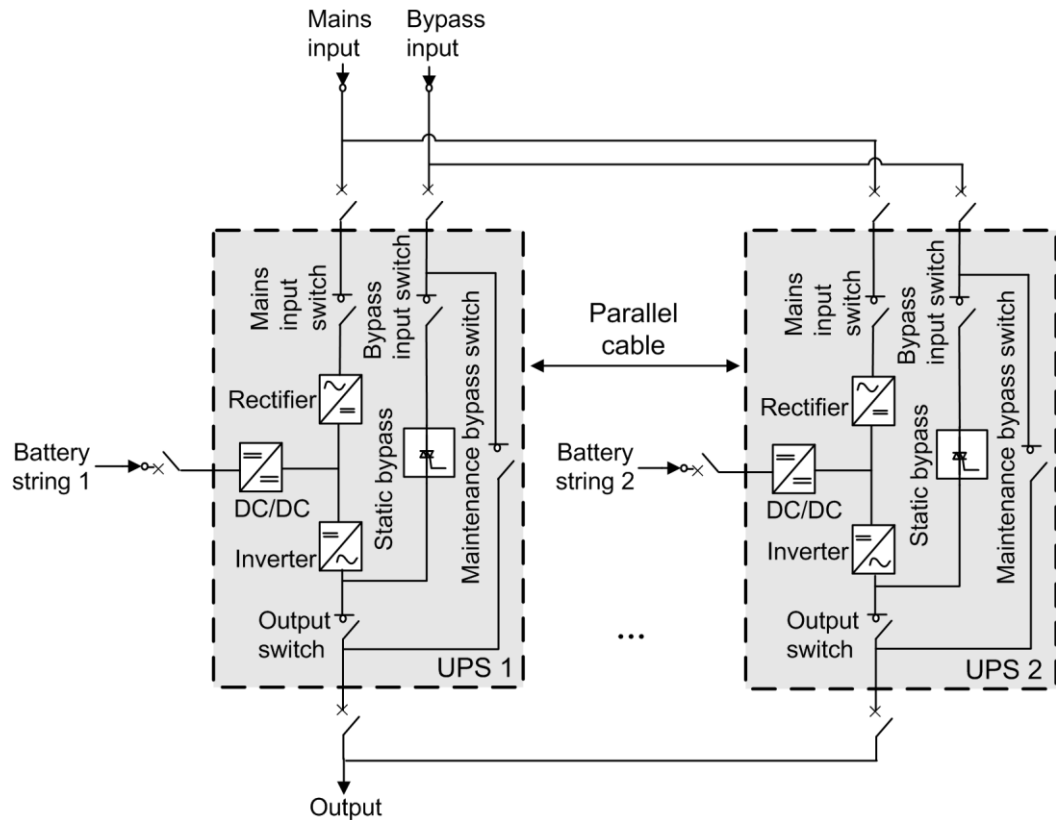 Mains
input
Bypass
input
Mains
input
switch
Bypass
input switch
Maintenance bypass switch
Rectifier
Static bypass
Battery
string 1
DC/DC
Inverter
Output
switch
UPS 1
Parallel
cable
...
Mains
input
switch
Bypass
input switch
Maintenance bypass switch
Rectifier
Static bypass
Battery
string 2
DC/DC
Inverter
Output
switch
UPS 2
Output